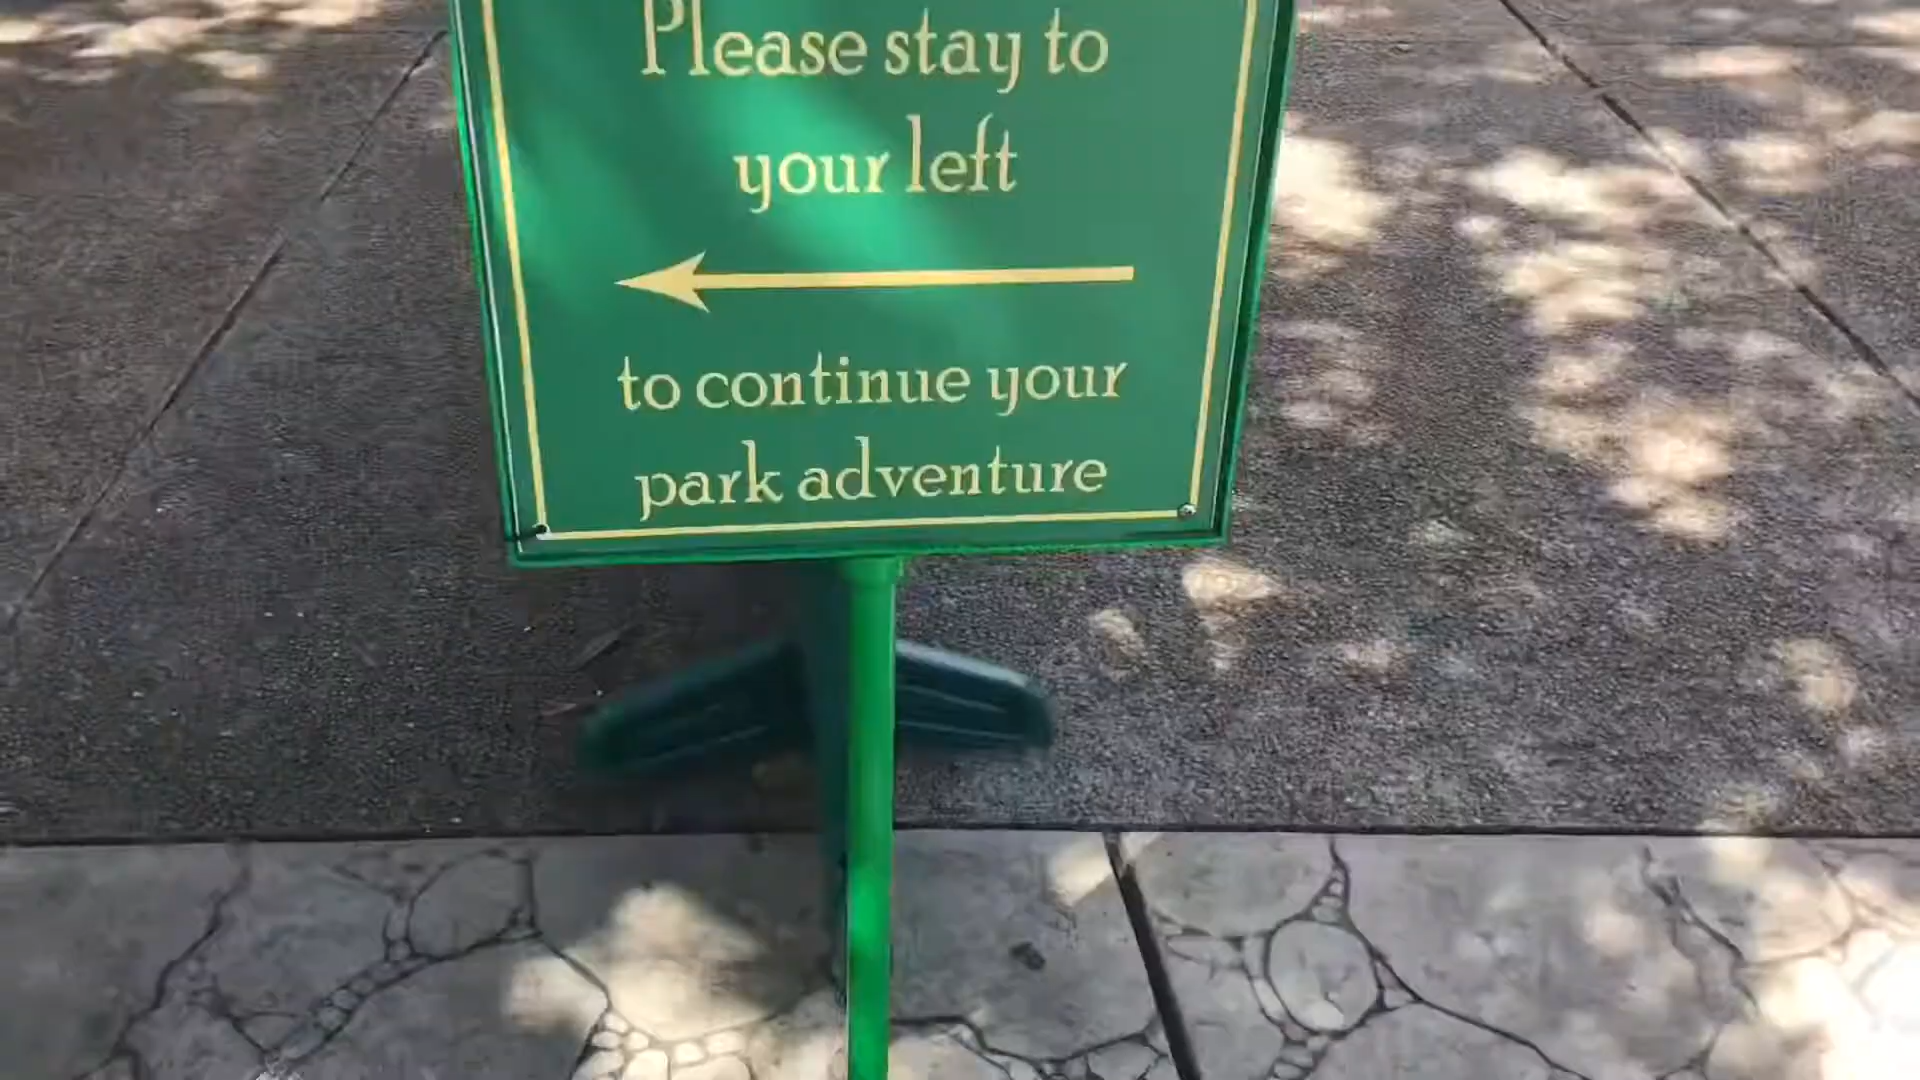 Please stay to
your left
to continue your
park adventure